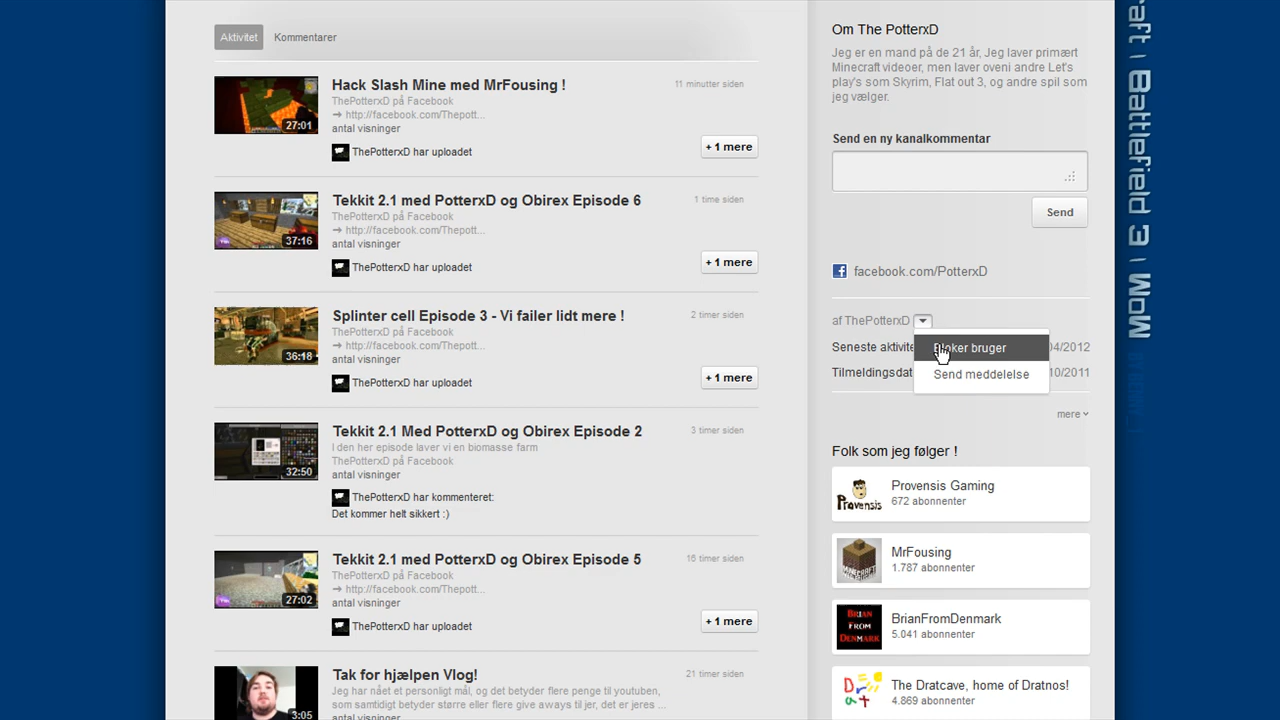 Aktivitet
Kommentarer
Hack Slash Mine med MrFousing !
11 minutter siden
ThePotterxD på Facebook
→ http://facebook.com/Thepott...
antal visninger
27:01
ThePotterxD har uploadet
+ 1 mere
Tekkit 2.1 med PotterxD og Obirex Episode 6
1 time siden
ThePotterxD på Facebook
→ http://facebook.com/Thepott...
antal visninger
37:16
ThePotterxD har uploadet
+ 1 mere
Splinter cell Episode 3 - Vi failer lidt mere !
2 timer siden
ThePotterxD på Facebook
→ http://facebook.com/Thepott...
antal visninger
36:18
ThePotterxD har uploadet
+ 1 mere
Tekkit 2.1 Med PotterxD og Obirex Episode 2
3 timer siden
I den her episode laver vi en biomasse farm
ThePotterxD på Facebook
antal visninger
32:50
ThePotterxD har kommenteret:
Det kommer helt sikkert :)
Tekkit 2.1 med PotterxD og Obirex Episode 5
16 timer siden
ThePotterxD på Facebook
→ http://facebook.com/Thepott...
antal visninger
27:02
ThePotterxD har uploadet
+ 1 mere
Tak for hjælpen Vlog!
21 timer siden
Jeg har nået et personligt mål, og det betyder flere penge til youtuben,
som samtidigt betyder større eller flere give aways til jer, det er jeres ...
3:05
antal visninger
Om The PotterxD
Jeg er en mand på de 21 år, Jeg laver primært
Minecraft videoer, men laver oveni andre Let's
play's som Skyrim, Flat out 3, og andre spil som
jeg vælger.
Send en ny kanalkommentar
Send
facebook.com/PotterxD
af ThePotterxD
Bloker bruger
Send meddelelse
Seneste aktivite 04/2012
Tilmeldingsdat 10/2011
mere
Folk som jeg følger !
Provensis
Provensis Gaming
672 abonnenter
MINECRAFT
MrFousing
1.787 abonnenter
BRIAN
FROM
DENMARK
BrianFromDenmark
5.041 abonnenter
The Dratcave, home of Dratnos!
4.869 abonnenter
raft | Battlefield 3 | WoW